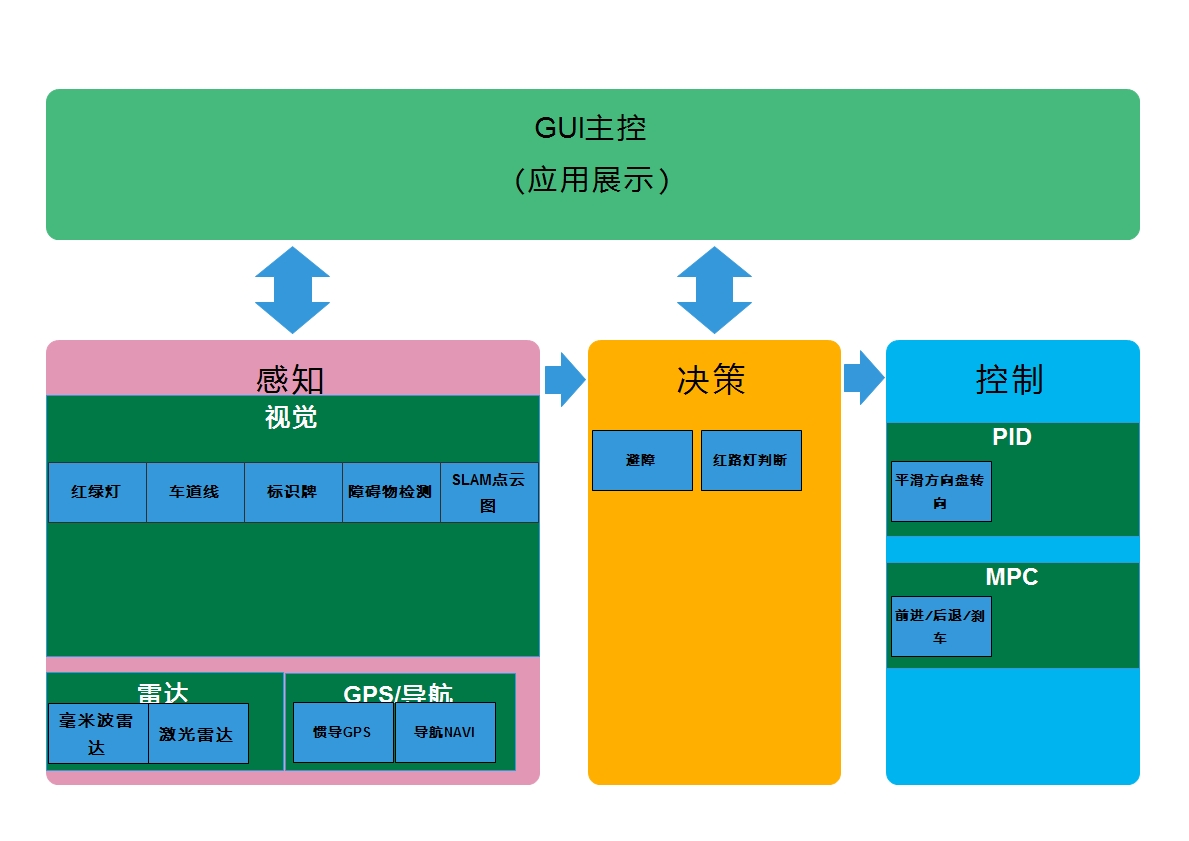 GUI主控
（应用展示）
感知
视觉
红绿灯
车道线
标识牌
障碍物检测
SLAM点云
图
雷达
毫米波雷
达
激光雷达
GPS/导航
惯导GPS
导航NAVI
决策
避障
红路灯判断
控制
PID
平滑方向盘转
向
MPC
前进/后退/刹
车